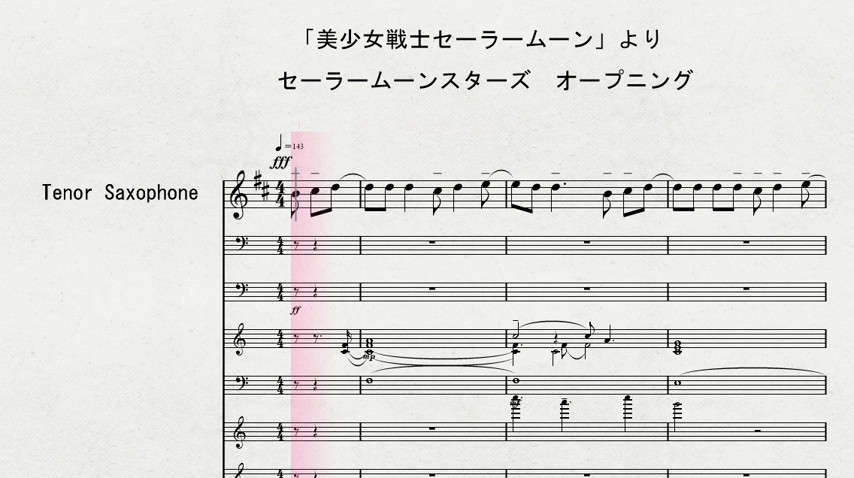 「美少女戦士セーラームーン」より
セーラームーンスターズ　オープニング
♩=143
fff
Tenor Saxophone
ff
mp